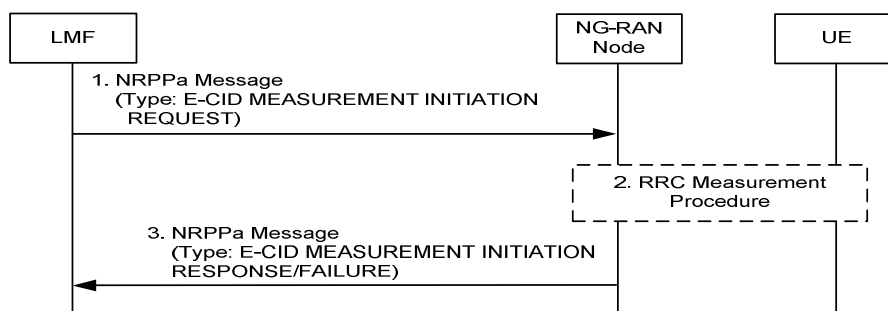 LMF
NG-RAN
Node
UE
1. NRPPa Message
(Type: E-CID MEASUREMENT INITIATION
REQUEST)
2. RRC Measurement
Procedure
3. NRPPa Message
(Type: E-CID MEASUREMENT INITIATION
RESPONSE/FAILURE)